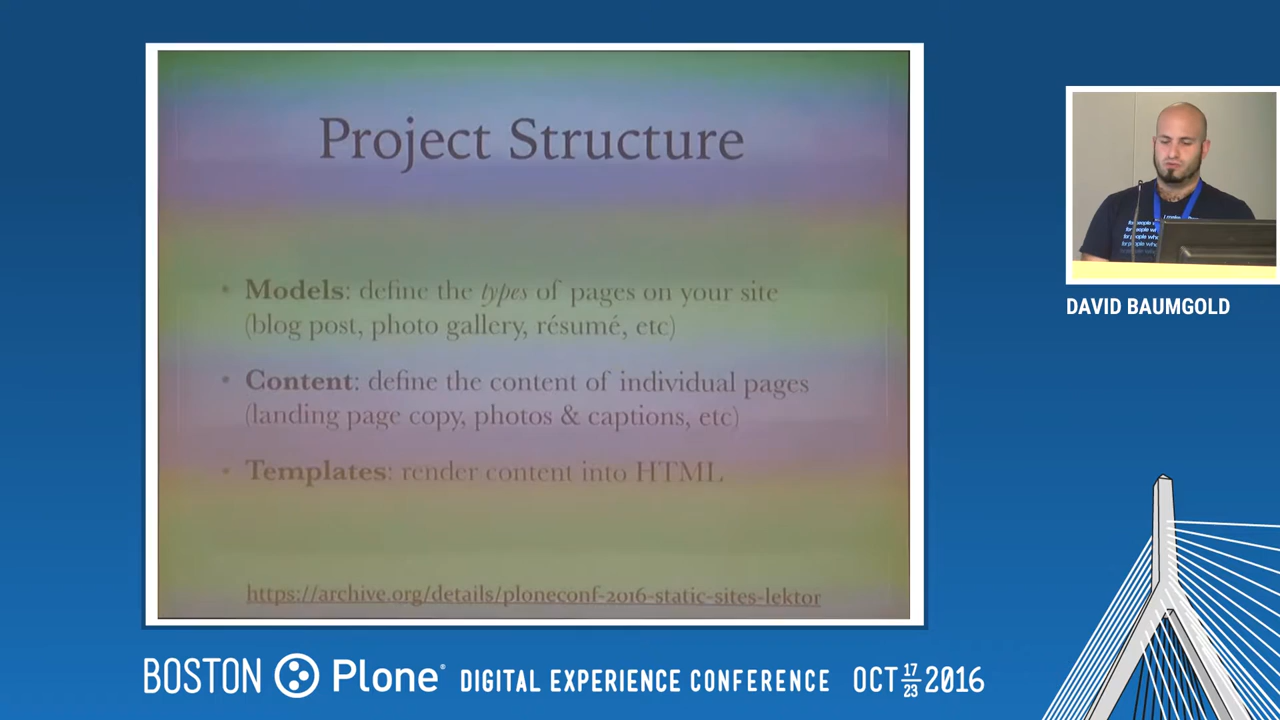 Project Structure
• Models: define the types of pages on your site
(blog post, photo gallery, résumé, etc)
• Content: define the content of individual pages
(landing page copy, photos & captions, etc)
• Templates: render content into HTML
https://archive.org/details/ploneconf-2016-static-sites-lektor
DAVID BAUMGOLD
BOSTON Plone® DIGITAL EXPERIENCE CONFERENCE OCT 17-23 2016